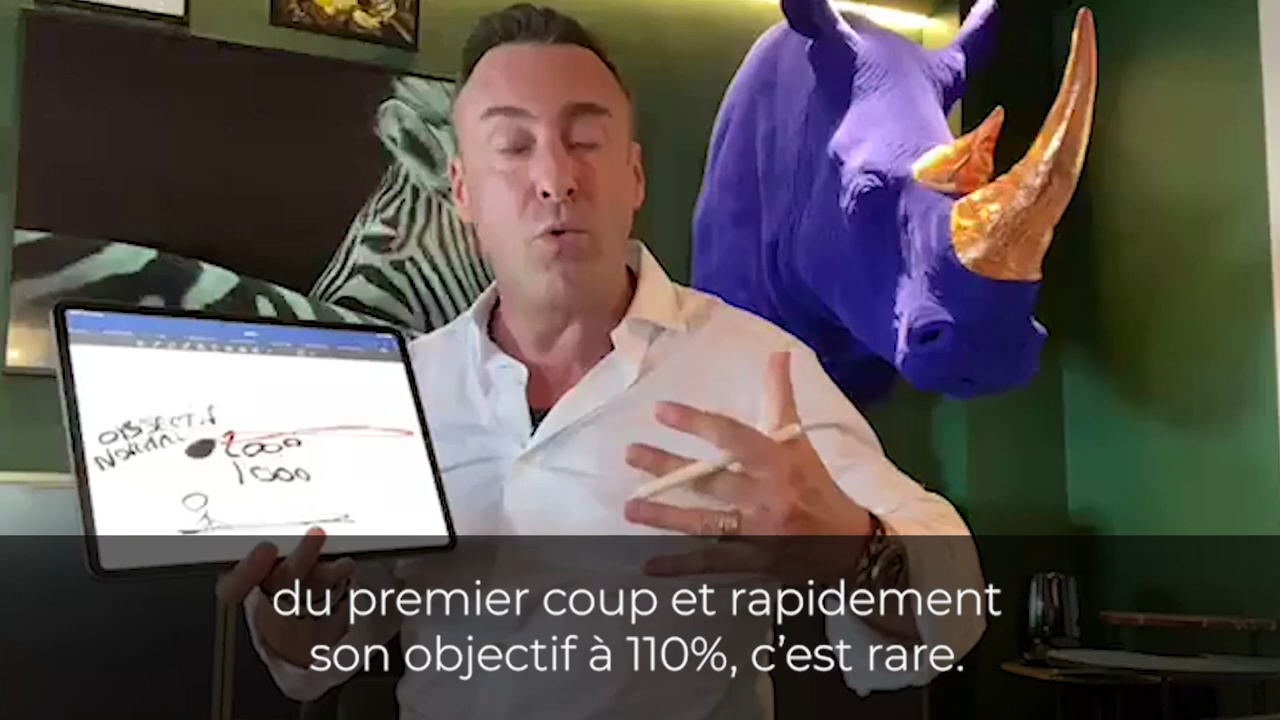 OBJECTIF
NORMAL
2000
1000
du premier coup et rapidement
son objectif à 110%, c’est rare.